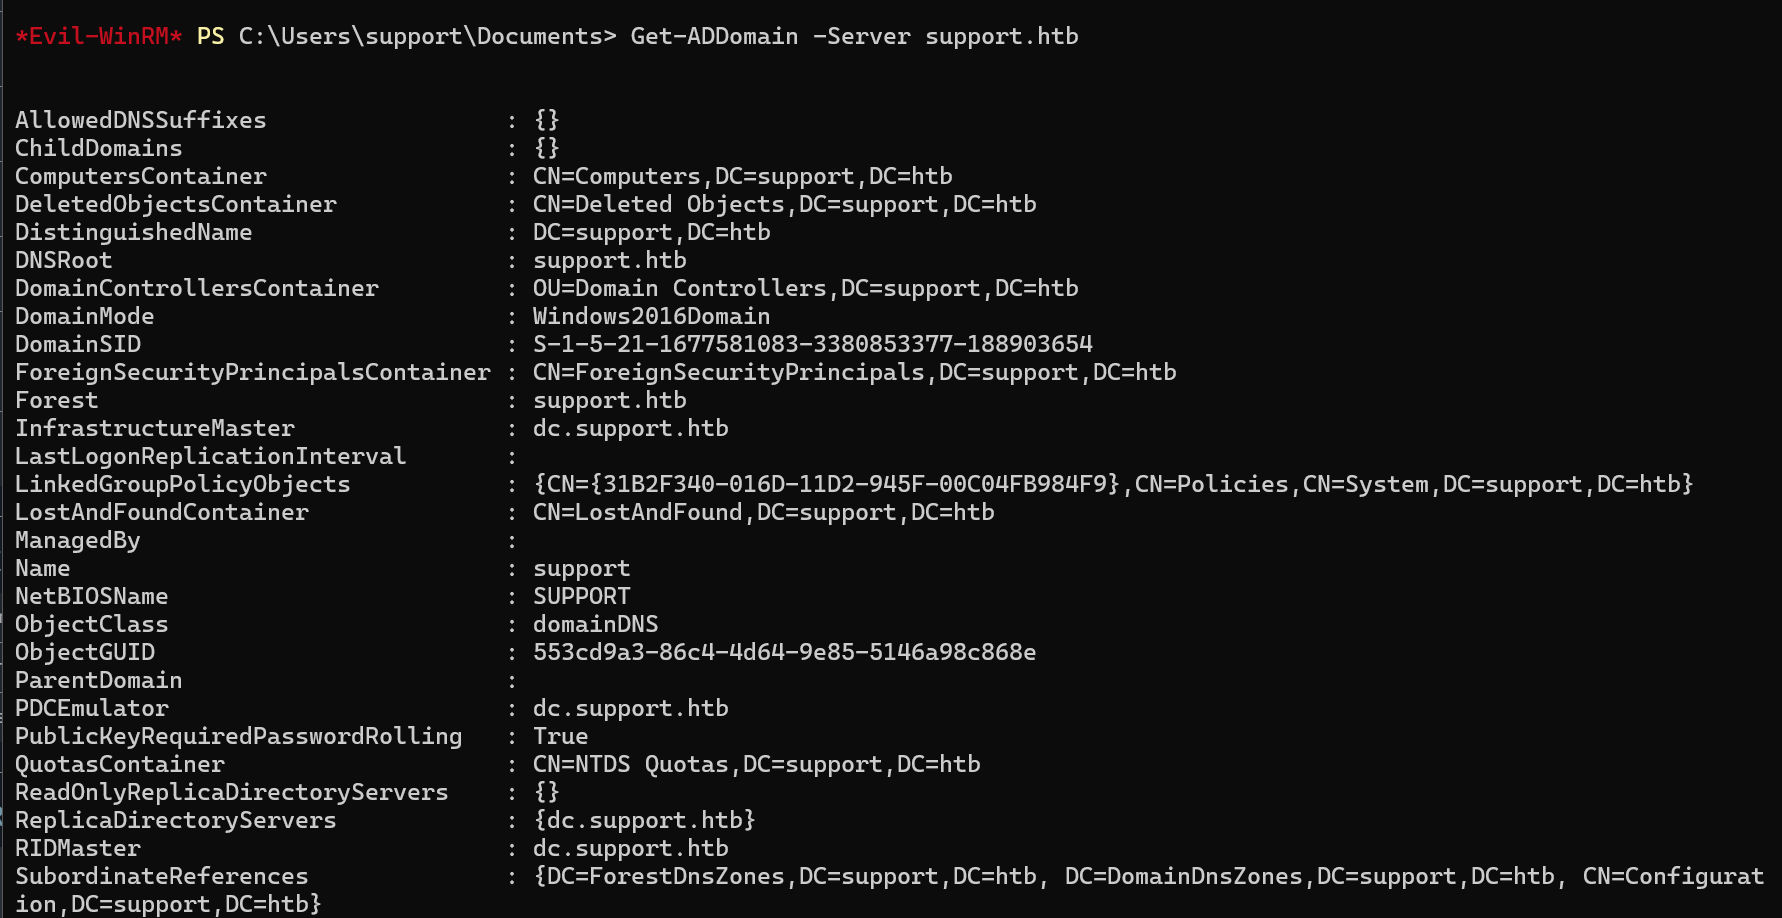 *Evil-WinRM* PS C:\Users\support\Documents> Get-ADDomain -Server support.htb
AllowedDNSSuffixes                 : {}
ChildDomains                       : {}
ComputersContainer                 : CN=Computers,DC=support,DC=htb
DeletedObjectsContainer            : CN=Deleted Objects,DC=support,DC=htb
DistinguishedName                  : DC=support,DC=htb
DNSRoot                            : support.htb
DomainControllersContainer         : OU=Domain Controllers,DC=support,DC=htb
DomainMode                         : Windows2016Domain
DomainSID                          : S-1-5-21-1677581083-3380853377-188903654
ForeignSecurityPrincipalsContainer : CN=ForeignSecurityPrincipals,DC=support,DC=htb
Forest                             : support.htb
InfrastructureMaster               : dc.support.htb
LastLogonReplicationInterval       :
LinkedGroupPolicyObjects           : {CN={31B2F340-016D-11D2-945F-00C04FB984F9},CN=Policies,CN=System,DC=support,DC=htb}
LostAndFoundContainer              : CN=LostAndFound,DC=support,DC=htb
ManagedBy                          :
Name                               : support
NetBIOSName                        : SUPPORT
ObjectClass                        : domainDNS
ObjectGUID                         : 553cd9a3-86c4-4d64-9e85-5146a98c868e
ParentDomain                       :
PDCEmulator                        : dc.support.htb
PublicKeyRequiredPasswordRolling   : True
QuotasContainer                    : CN=NTDS Quotas,DC=support,DC=htb
ReadOnlyReplicaDirectoryServers    : {}
ReplicaDirectoryServers            : {dc.support.htb}
RIDMaster                          : dc.support.htb
SubordinateReferences              : {DC=ForestDnsZones,DC=support,DC=htb, DC=DomainDnsZones,DC=support,DC=htb, CN=Configurat
ion,DC=support,DC=htb}